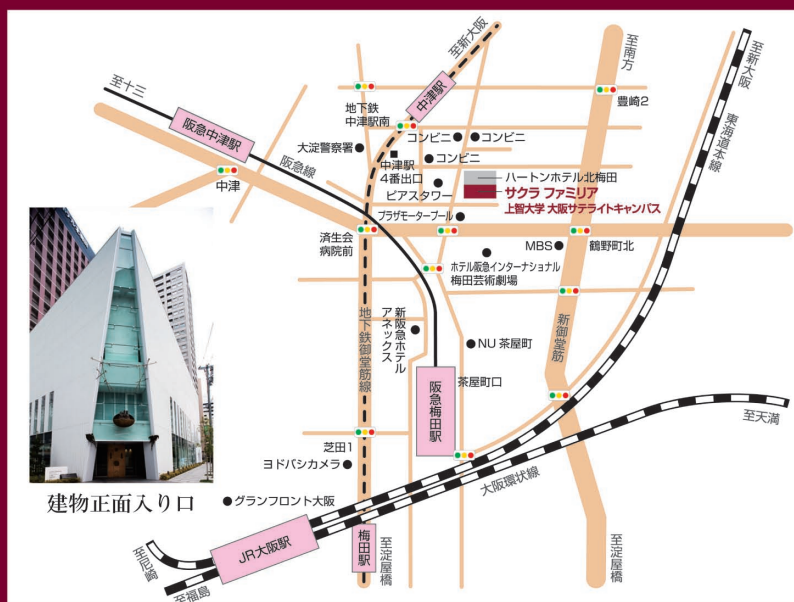 至新大阪
至十三
中津駅
至南方
至新大阪
地下鉄
中津駅南
豊崎2
阪急中津駅
東海道本線
コンビニ
コンビニ
大淀警察署
阪急線
中津駅
4番出口
コンビニ
ハートンホテル北梅田
中津
ピアスタワー
サクラ ファミリア
上智大学 大阪サテライトキャンパス
プラザモータープール
済生会
病院前
MBS
鶴野町北
ホテル阪急インターナショナル
梅田芸術劇場
地下鉄御堂筋線
新阪急ホテル
アネックス
新御堂筋
NU 茶屋町
阪急梅田駅
茶屋町口
至天満
芝田1
ヨドバシカメラ
大阪環状線
建物正面入り口
グランフロント大阪
JR大阪駅
梅田駅
至淀屋橋
至淀屋橋
至尼崎
至福島